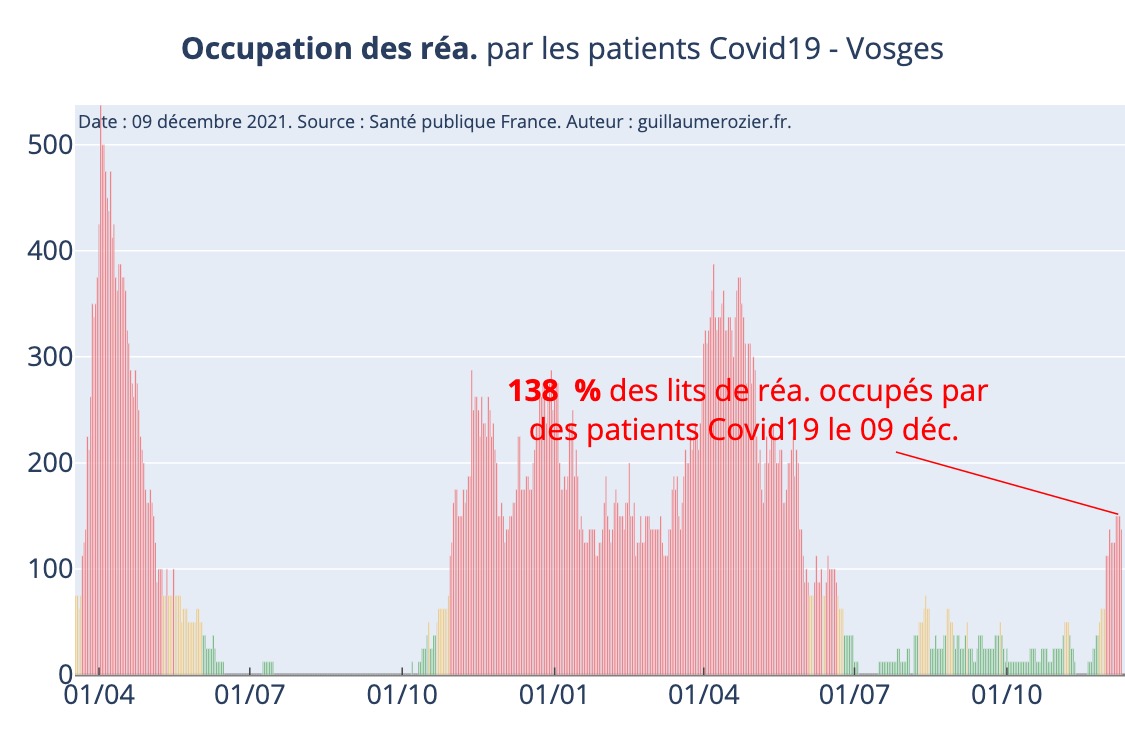 Occupation des réa. par les patients Covid19 - Vosges
Date : 09 décembre 2021. Source : Santé publique France. Auteur : guillaumerozier.fr.
500
400
300
138 % des lits de réa. occupés par
des patients Covid19 le 09 déc.
200
100
0
01/04 01/07 01/10 01/01 01/04 01/07 01/10